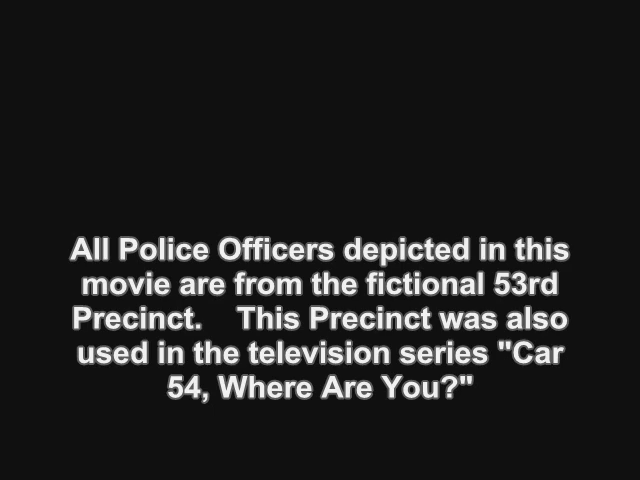 All Police Officers depicted in this
movie are from the fictional 53rd
Precinct.    This Precinct was also
used in the television series "Car
54, Where Are You?"